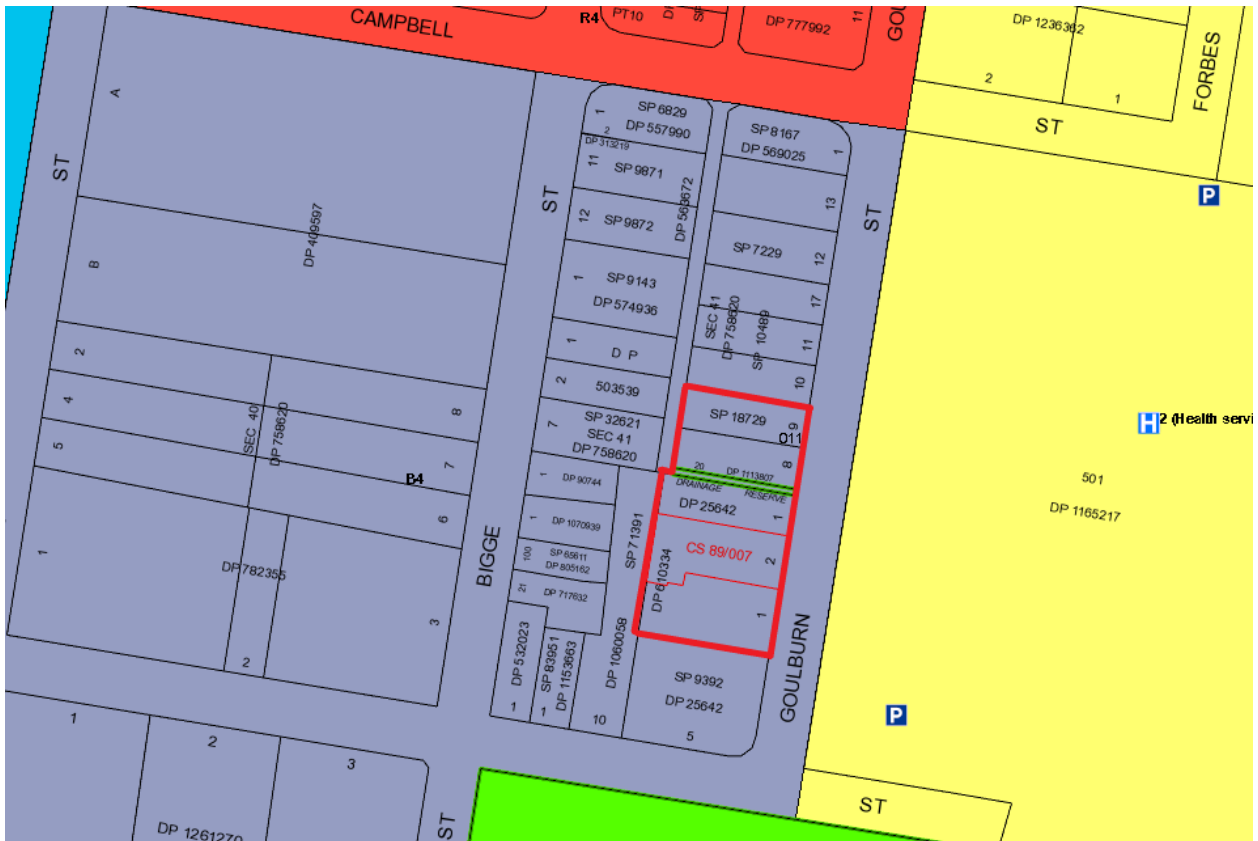 CAMPBELL
R4
PT10
DP 777992
11
DP 1236362
2
1
FORBES
ST
A
ST
SP 6829
DP 557990
1
2
DP 313219
SP 8167
DP 569025
1
P
11
SP 9871
ST
12
SP 9872
DP 563672
13
ST
SP 7229
12
DP 409597
B
1
SP 9143
DP 574936
17
SEC 41
DP 758620
SP 10489
11
1
D P
2
503539
10
2
4
5
8
7
6
SEC 40
DP 758620
B4
7
SP 32621
SEC 41
DP 758620
SP 18729
9
O11
8
20
DP 1113807
DRAINAGE
RESERVE
H
2 (Health servi
501
DP 1165217
1
DP 90744
1
DP 1070939
100
SP 65611
DP 805162
21
DP 717632
SP 71391
DP 25642
1
CS 89/007
2
DP 610334
1
BIGGE
1
DP 782355
3
2
DP 532023
1
SP 83951
DP 1153663
1
DP 1060058
10
SP 9392
DP 25642
5
GOULBURN
P
1
2
3
DP 1261270
ST
ST